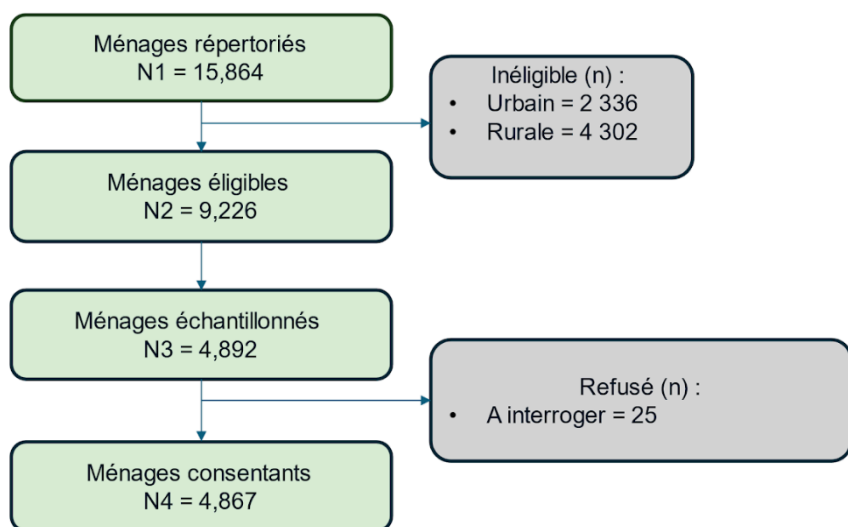 Ménages répertoriés
N1 = 15,864
Inéligible (n) :
• Urbain = 2 336
• Rurale = 4 302
Ménages éligibles
N2 = 9,226
Ménages échantillonnés
N3 = 4,892
Refusé (n) :
• A interroger = 25
Ménages consentants
N4 = 4,867